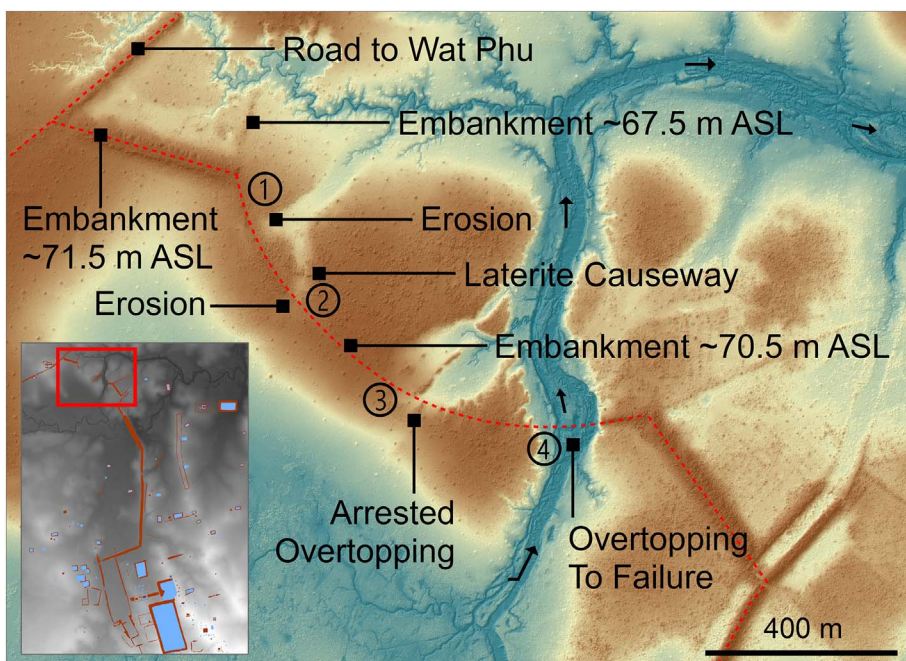 Road to Wat Phu
Embankment ~67.5 m ASL
1
Embankment
~71.5 m ASL
Erosion
Laterite Causeway
Erosion
2
Embankment ~70.5 m ASL
3
4
Arrested
Overtopping
Overtopping
To Failure
400 m